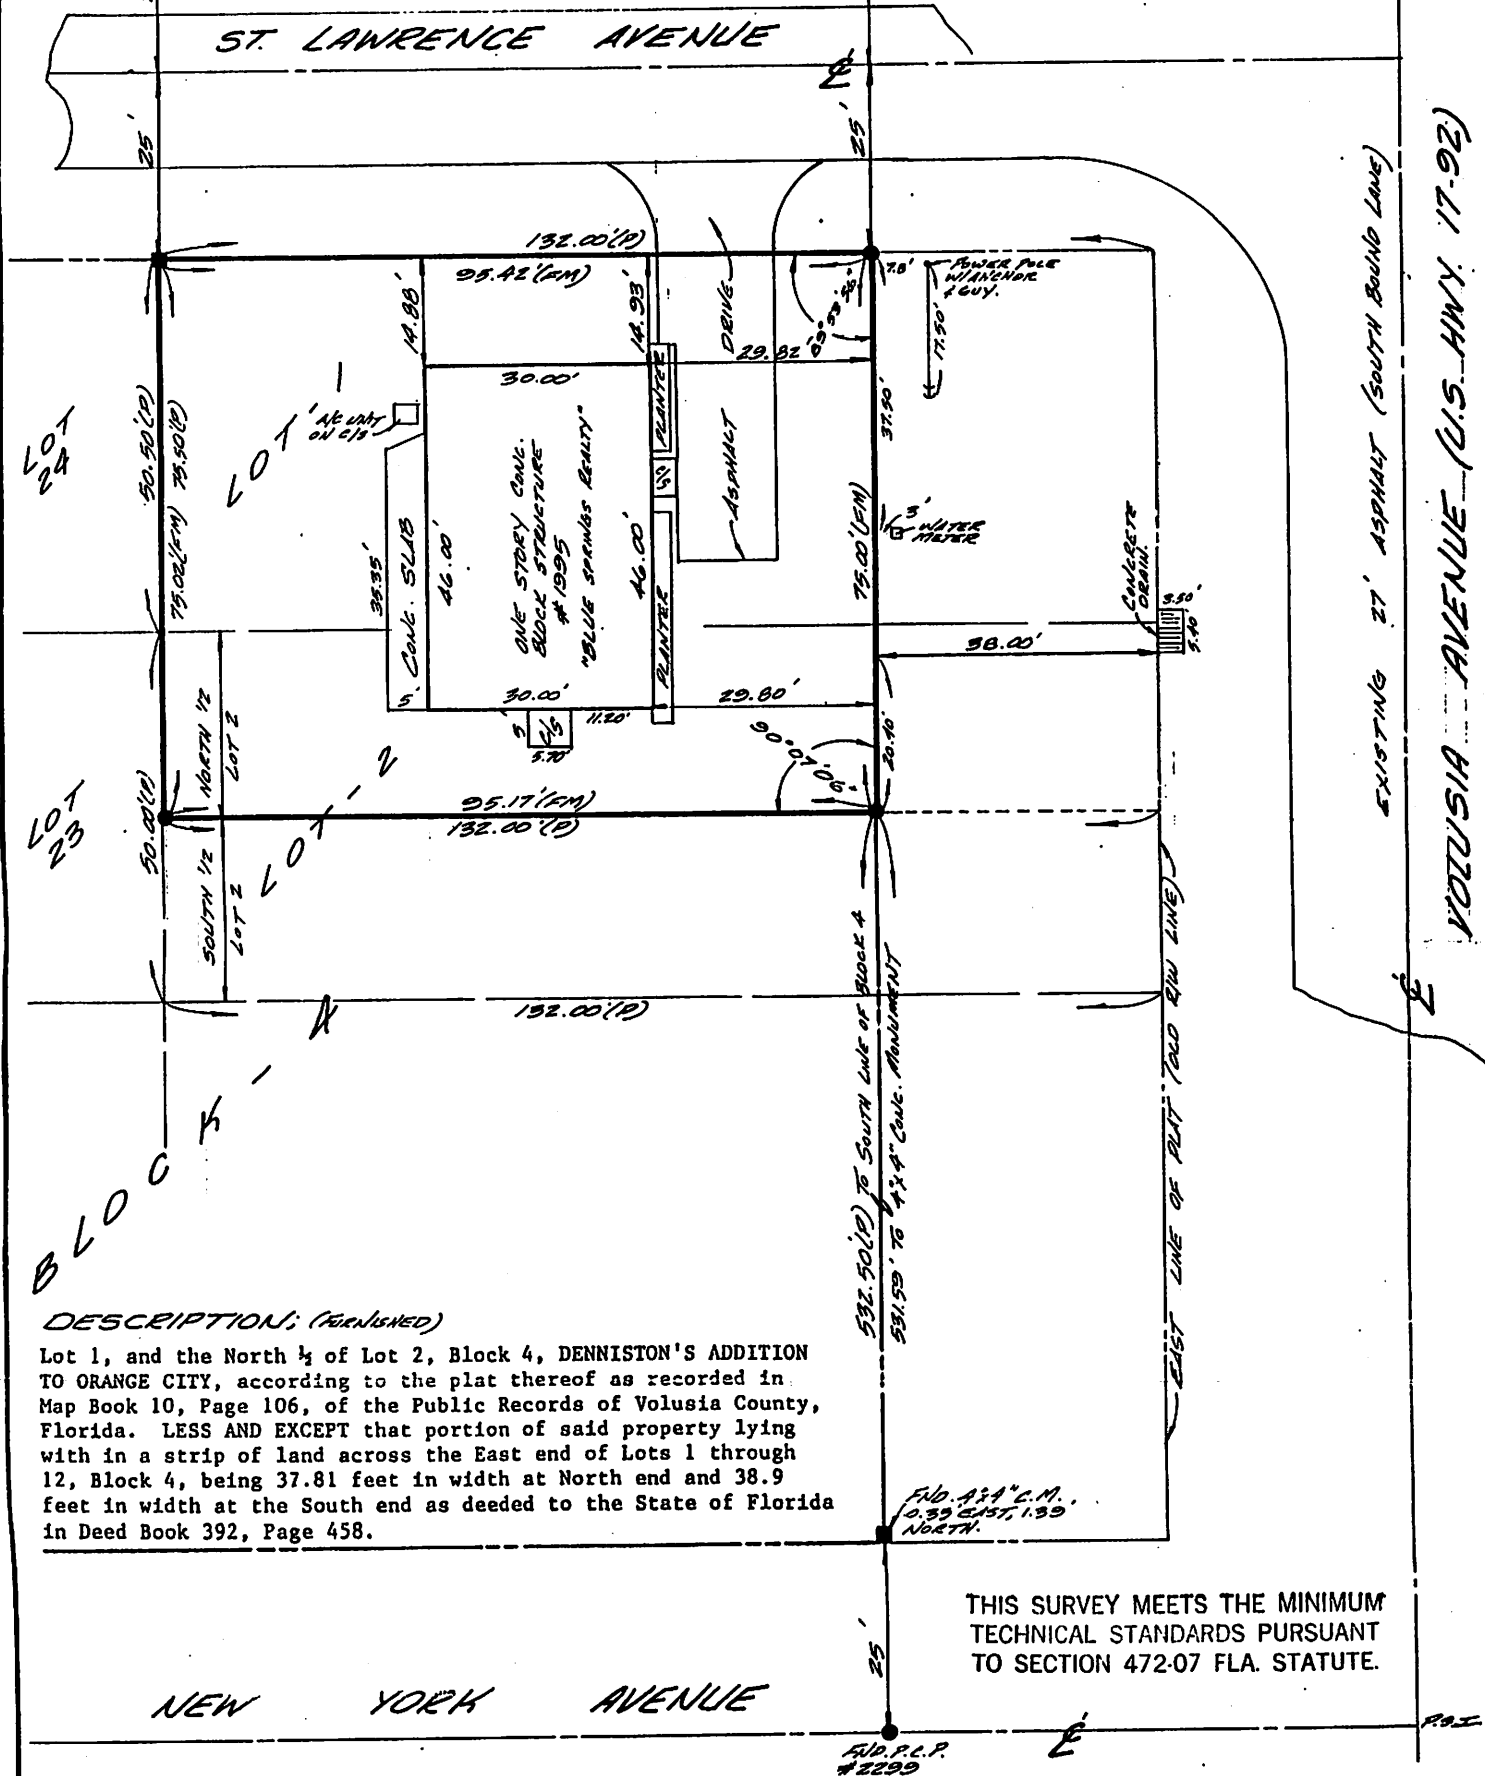 ST. LAWRENCE AVENUE
25'
25'
132.00'(P)
95.42'(FM)
14.88'
14.93'
DRIVE
29.82'
7.8'
POWER POLE
W/ANCHOR
& GUY.
17.50'
37.50'
30.00'
PLANTER
ASPHALT
LOT 1
A/C UNIT
ON C/S
LOT
24
50.50'(P)
75.50'(P)
75.02'(FM)
35.35'
CONC. SLAB
5'
46.00'
ONE STORY CONC.
BLOCK STRUCTURE
#1995
"BLUE SPRINGS REALTY"
46.00'
PLANTER
75.00'(FM)
3'
WATER
METER
CONCRETE
DRAIN.
3.50'
5.40'
38.00'
30.00'
29.80'
5'
C/S
5.70'
11.20'
20.40'
90°07'06"
NORTH 1/2
LOT 2
SOUTH 1/2
LOT 2
LOT - 2
LOT
23
50.00'(P)
95.17'(FM)
132.00'(P)
132.00'(P)
BLOCK - 4
532.50'(P) TO SOUTH LINE OF BLOCK 4
531.59' TO 4"x4" CONC. MONUMENT
EAST LINE OF PLAT (OLD R/W LINE)
EXISTING 27' ASPHALT (SOUTH BOUND LANE)
VOLUSIA AVENUE (U.S. HWY. 17-92)
DESCRIPTION: (FURNISHED)
Lot 1, and the North ½ of Lot 2, Block 4, DENNISTON'S ADDITION
TO ORANGE CITY, according to the plat thereof as recorded in
Map Book 10, Page 106, of the Public Records of Volusia County,
Florida. LESS AND EXCEPT that portion of said property lying
with in a strip of land across the East end of Lots 1 through
12, Block 4, being 37.81 feet in width at North end and 38.9
feet in width at the South end as deeded to the State of Florida
in Deed Book 392, Page 458.
FND. 4"x4" C.M.
0.39' EAST, 1.39
NORTH.
THIS SURVEY MEETS THE MINIMUM
TECHNICAL STANDARDS PURSUANT
TO SECTION 472-07 FLA. STATUTE.
25'
NEW YORK AVENUE
FND. P.C.P.
#2299
P.O.I.